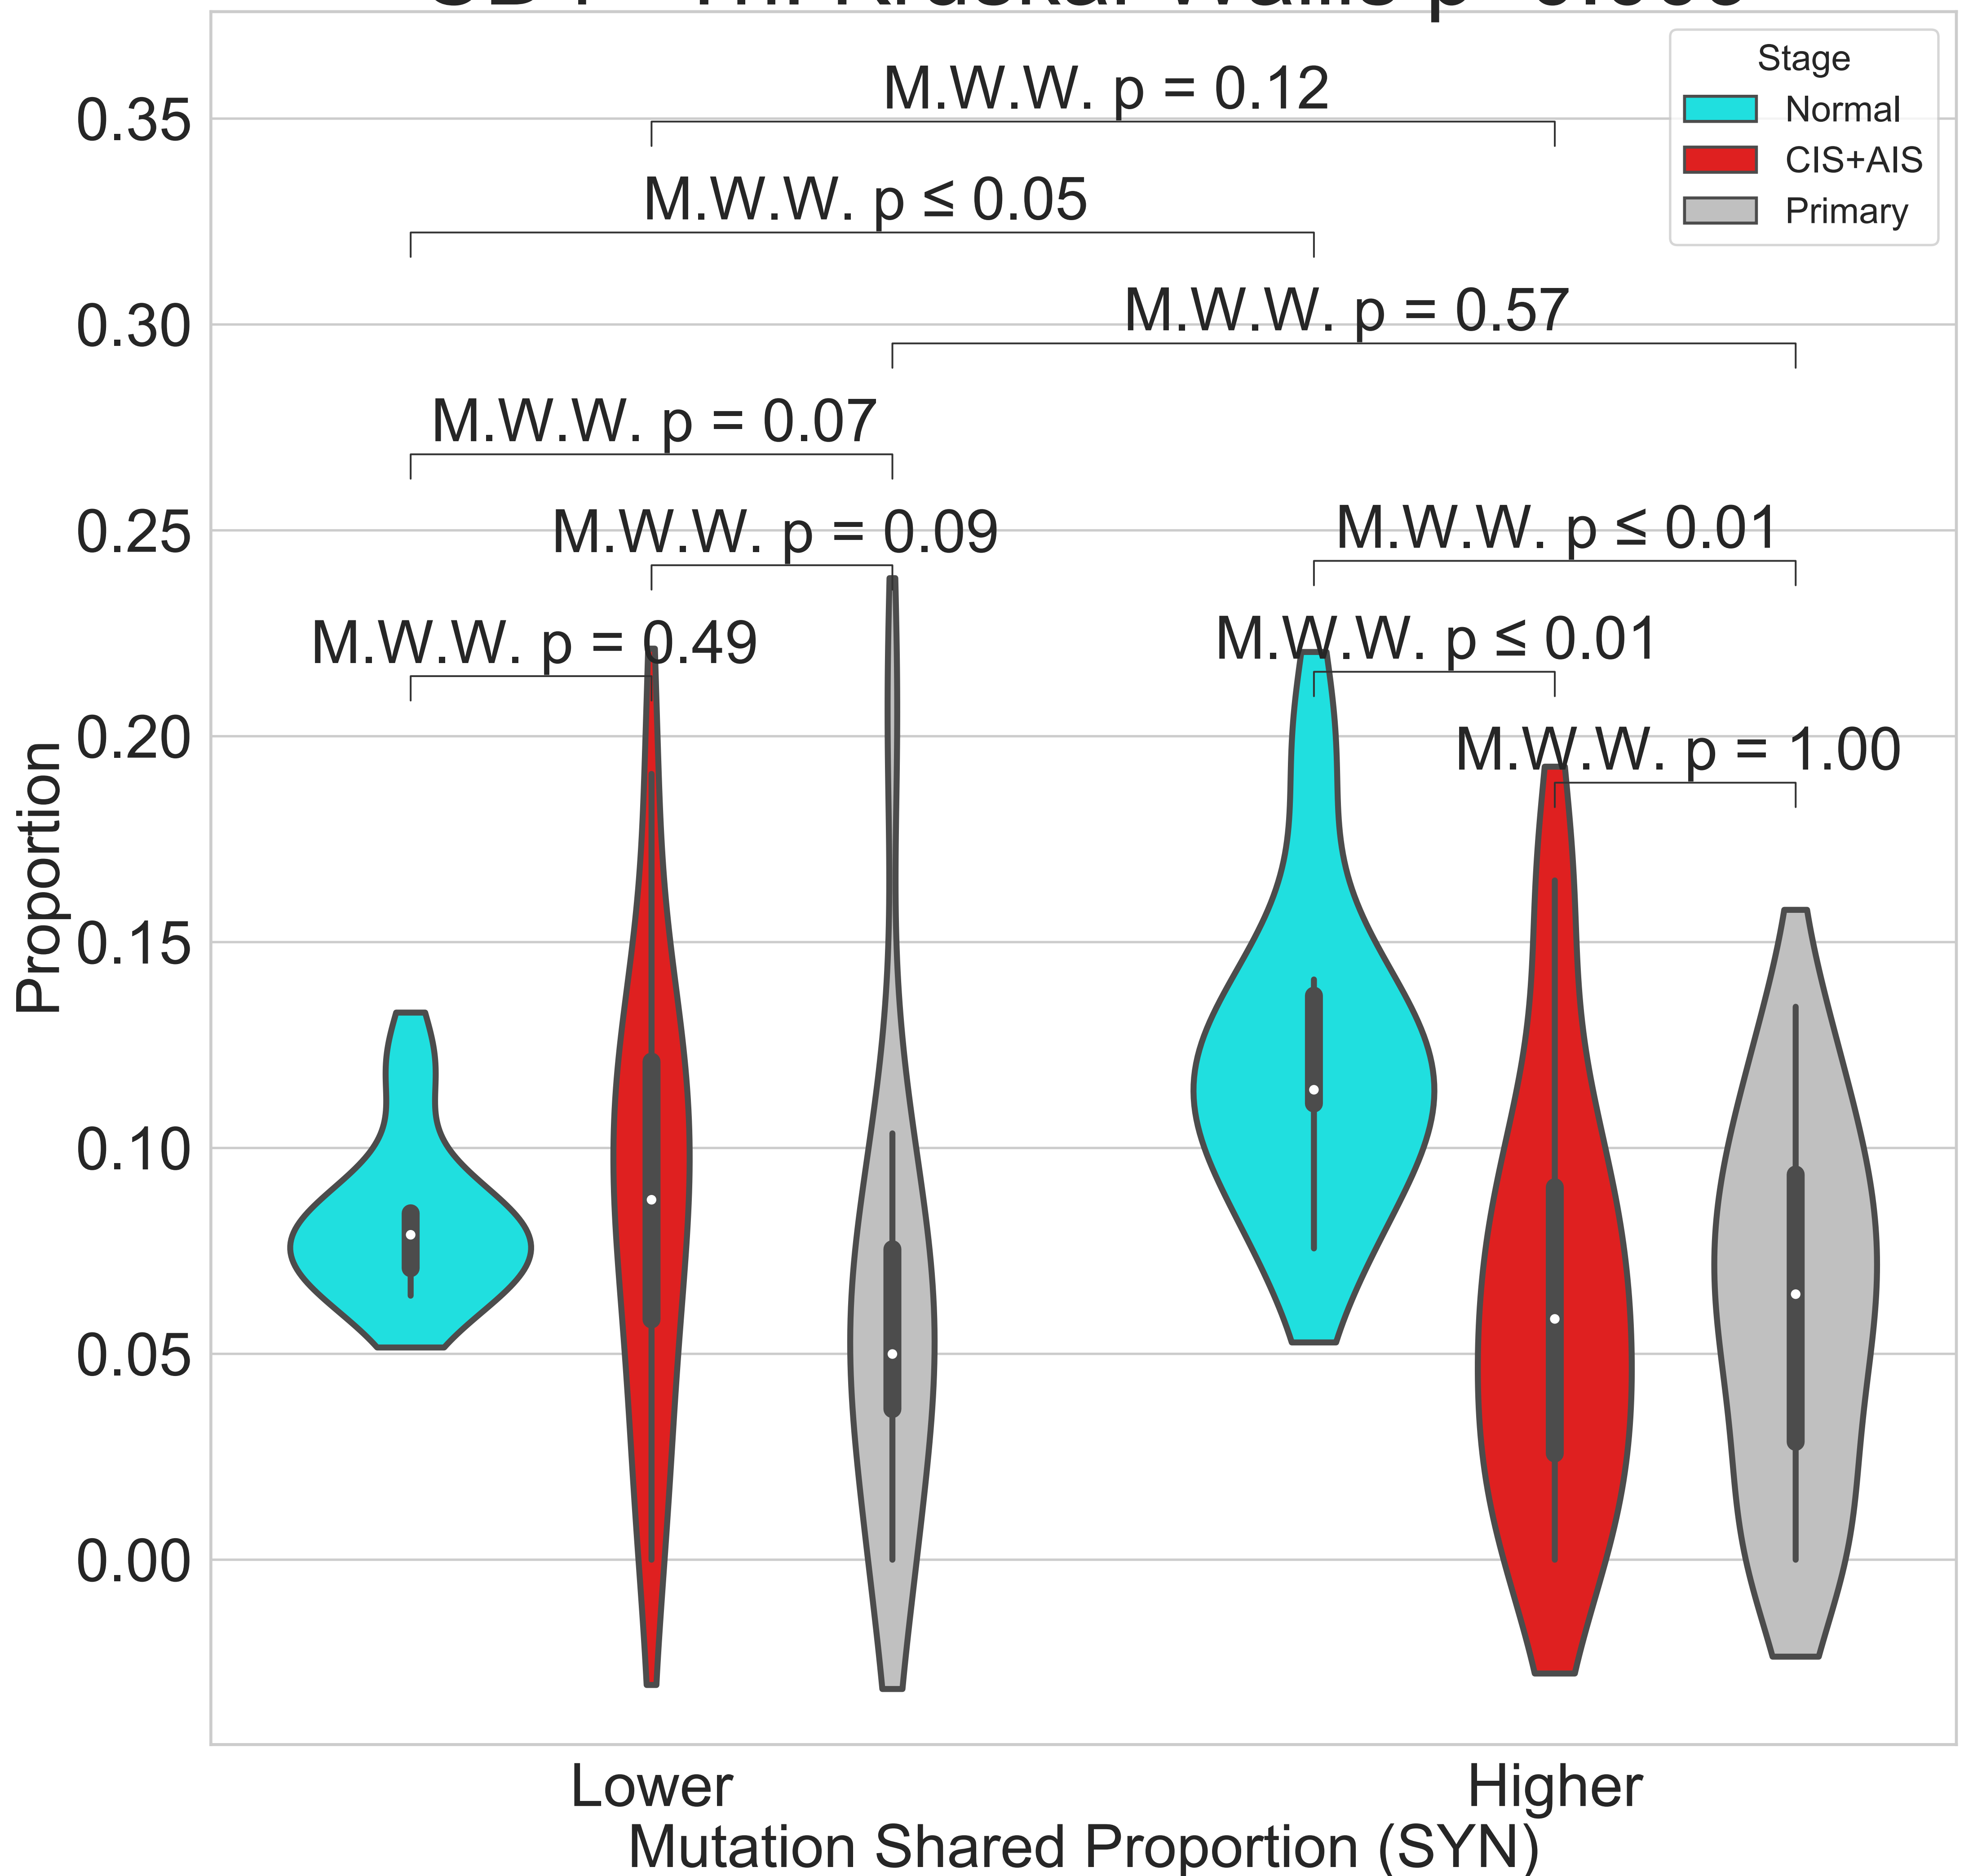 Stage
Normal
CIS+AIS
Primary
M.W.W. p = 0.12
M.W.W. p ≤ 0.05
M.W.W. p = 0.57
M.W.W. p = 0.07
M.W.W. p = 0.09
M.W.W. p ≤ 0.01
M.W.W. p = 0.49
M.W.W. p ≤ 0.01
M.W.W. p = 1.00
0.35
0.30
0.25
0.20
0.15
0.10
0.05
0.00
Proportion
Lower
Higher
Mutation Shared Proportion (SYN)